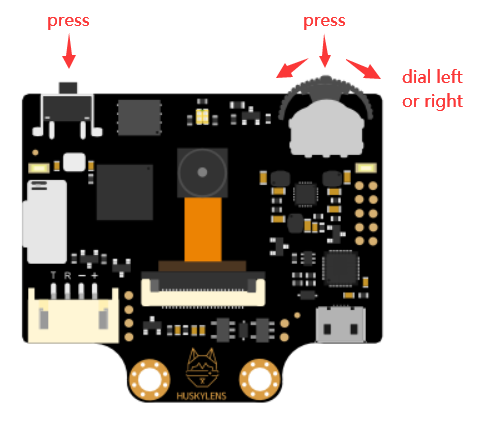 press
press
dial left
or right
T R − +
HUSKYLENS